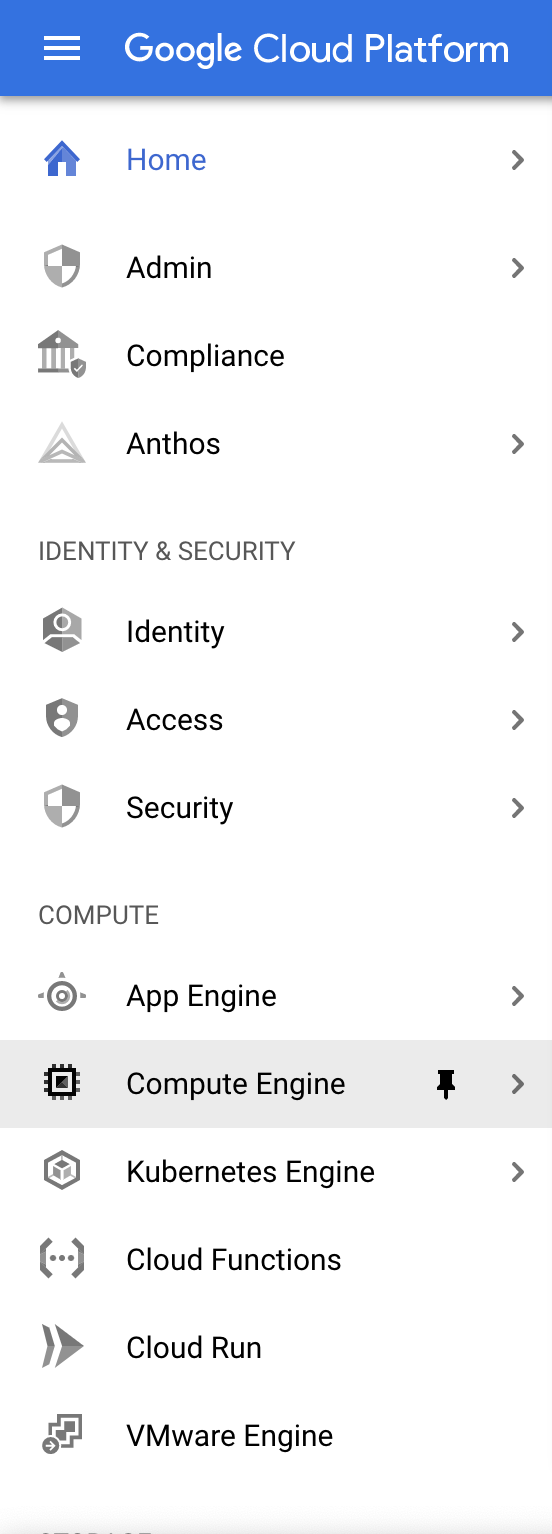 Google Cloud Platform
Home
Admin
Compliance
Anthos
IDENTITY & SECURITY
Identity
Access
Security
COMPUTE
App Engine
Compute Engine
Kubernetes Engine
Cloud Functions
Cloud Run
VMware Engine